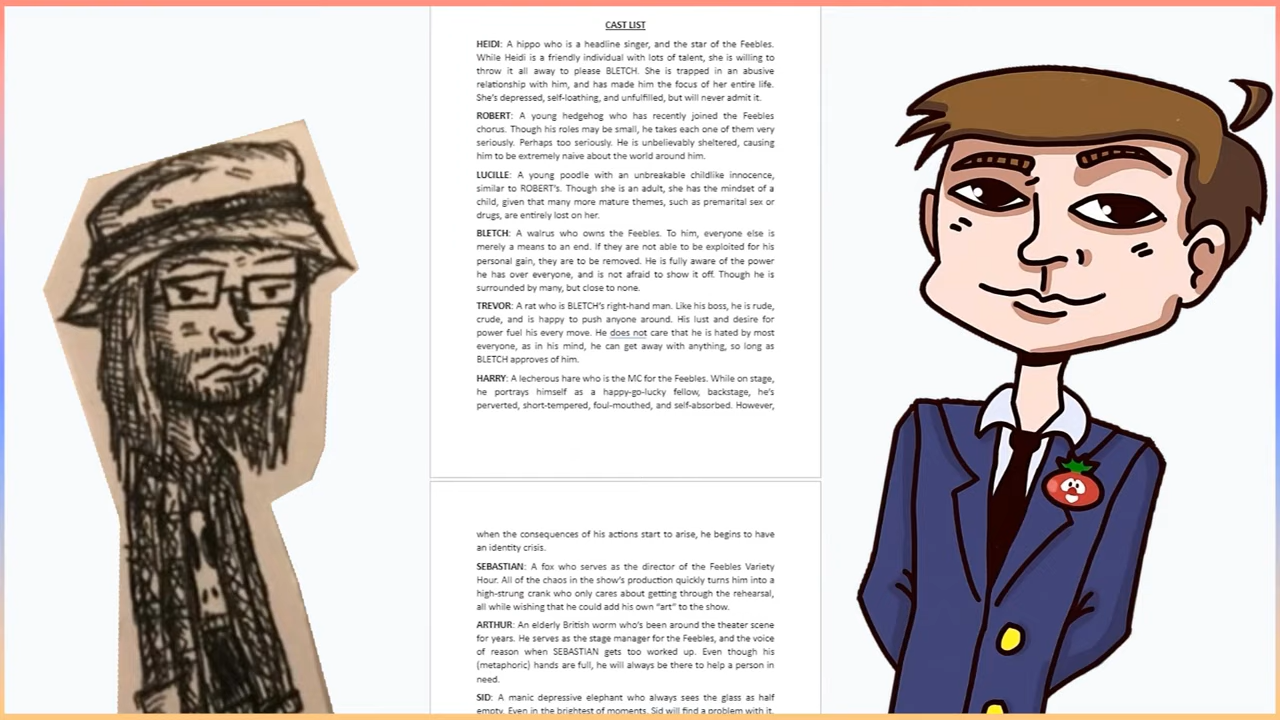 CAST LIST
HEIDI: A hippo who is a headline singer, and the star of the Feebles.
While Heidi is a friendly individual with lots of talent, she is willing to
throw it all away to please BLETCH. She is trapped in an abusive
relationship with him, and has made him the focus of her entire life.
She's depressed, self-loathing, and unfulfilled, but will never admit it.
ROBERT: A young hedgehog who has recently joined the Feebles
chorus. Though his roles may be small, he takes each one of them very
seriously. Perhaps too seriously. He is unbelievably sheltered, causing
him to be extremely naive about the world around him.
LUCILLE: A young poodle with an unbreakable childlike innocence,
similar to ROBERT's. Though she is an adult, she has the mindset of a
child, given that many more mature themes, such as premarital sex or
drugs, are entirely lost on her.
BLETCH: A walrus who owns the Feebles. To him, everyone else is
merely a means to an end. If they are not able to be exploited for his
personal gain, they are to be removed. He is fully aware of the power
he has over everyone, and is not afraid to show it off. Though he is
surrounded by many, but close to none.
TREVOR: A rat who is BLETCH's right-hand man. Like his boss, he is rude,
crude, and is happy to push anyone around. His lust and desire for
power fuel his every move. He does not care that he is hated by most
everyone, as in his mind, he can get away with anything, so long as
BLETCH approves of him.
HARRY: A lecherous hare who is the MC for the Feebles. While on stage,
he portrays himself as a happy-go-lucky fellow, backstage, he's
perverted, short-tempered, foul-mouthed, and self-absorbed. However,
when the consequences of his actions start to arise, he begins to have
an identity crisis.
SEBASTIAN: A fox who serves as the director of the Feebles Variety
Hour. All of the chaos in the show's production quickly turns him into a
high-strung crank who only cares about getting through the rehearsal,
all while wishing that he could add his own "art" to the show.
ARTHUR: An elderly British worm who's been around the theater scene
for years. He serves as the stage manager for the Feebles, and the voice
of reason when SEBASTIAN gets too worked up. Even though his
(metaphoric) hands are full, he will always be there to help a person in
need.
SID: A manic depressive elephant who always sees the glass as half
empty. Even in the brightest of moments, Sid will find a problem with it,